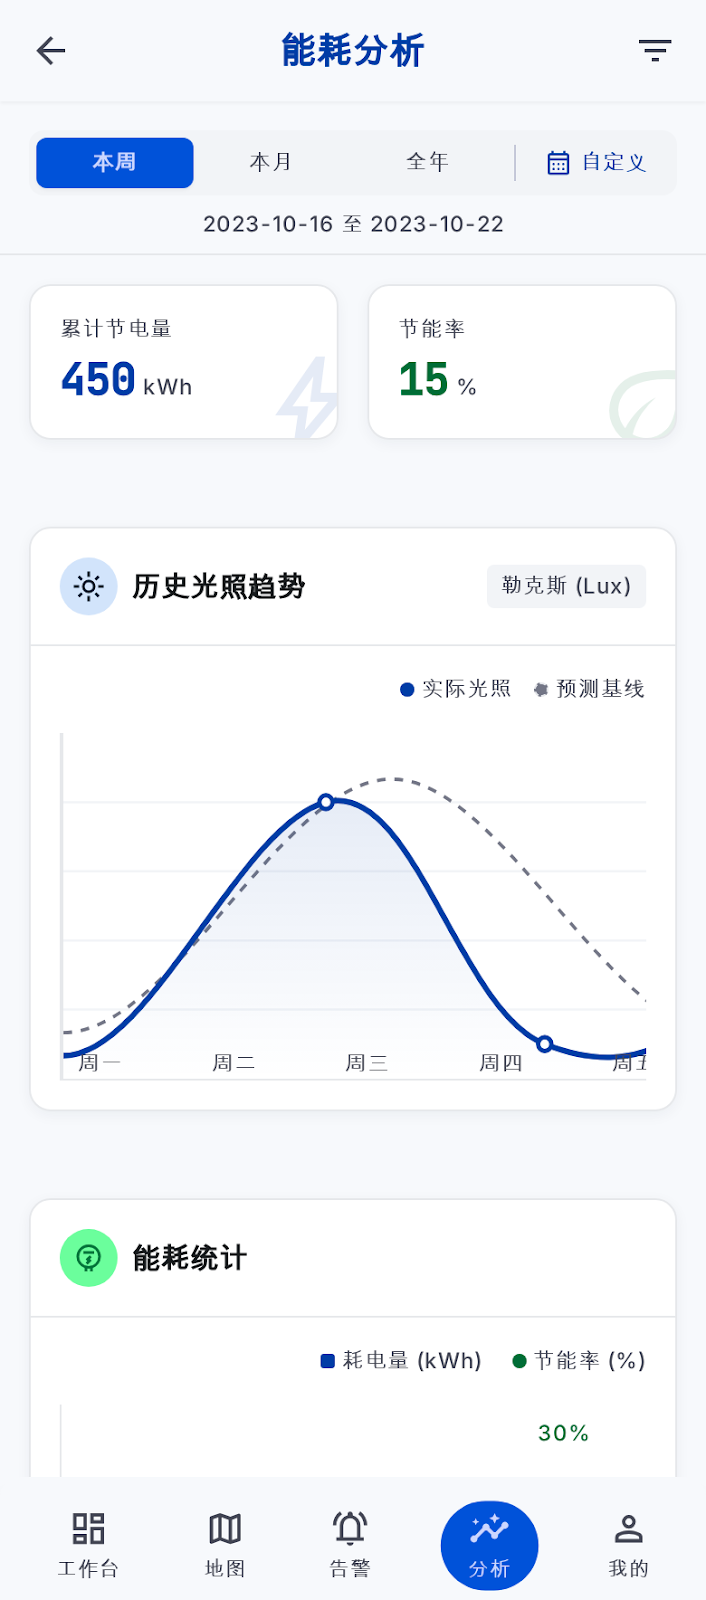 能耗分析
本周 本月 全年 自定义
2023-10-16 至 2023-10-22
累计节电量
450 kWh
节能率
15 %
历史光照趋势
勒克斯 (Lux)
实际光照 预测基线
周一 周二 周三 周四 周五
能耗统计
耗电量 (kWh) 节能率 (%)
30%
工作台 地图 告警 分析 我的